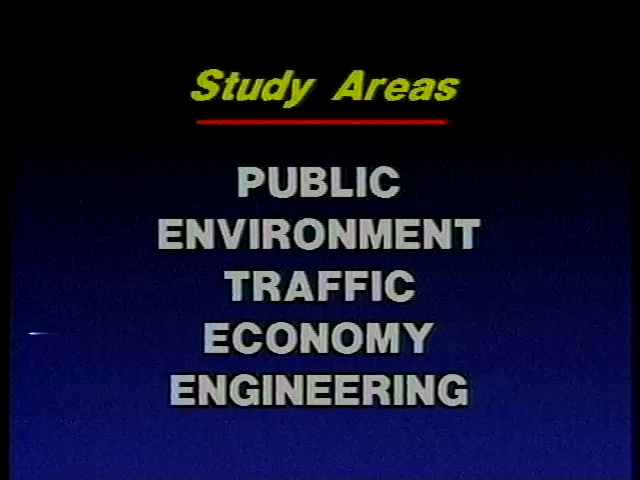 Study Areas
PUBLIC
ENVIRONMENT
TRAFFIC
ECONOMY
ENGINEERING